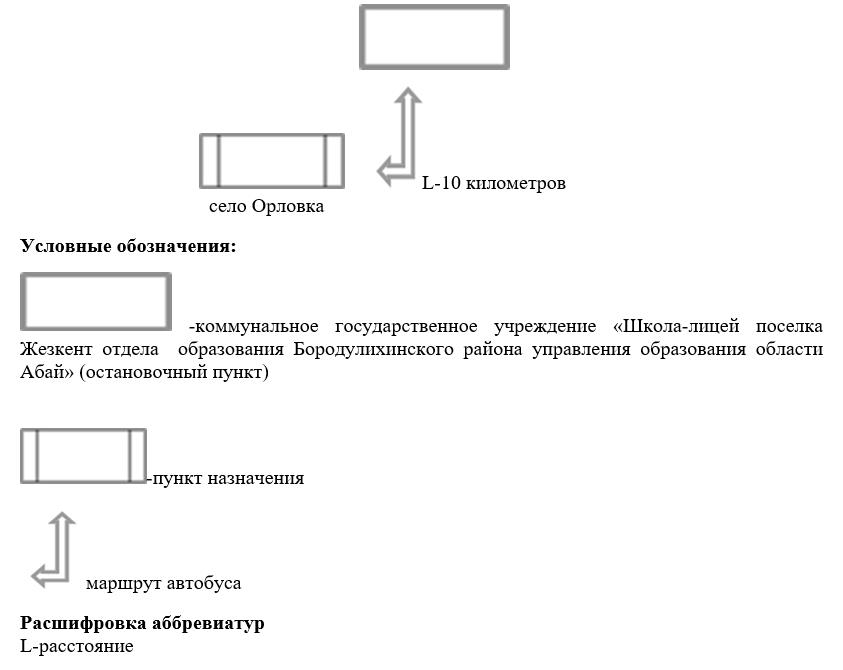 L-10 километров
село Орловка
Условные обозначения:
-коммунальное государственное учреждение «Школа-лицей поселка
Жезкент отдела образования Бородулихинского района управления образования области
Абай» (остановочный пункт)
-пункт назначения
маршрут автобуса
Расшифровка аббревиатур
L-расстояние